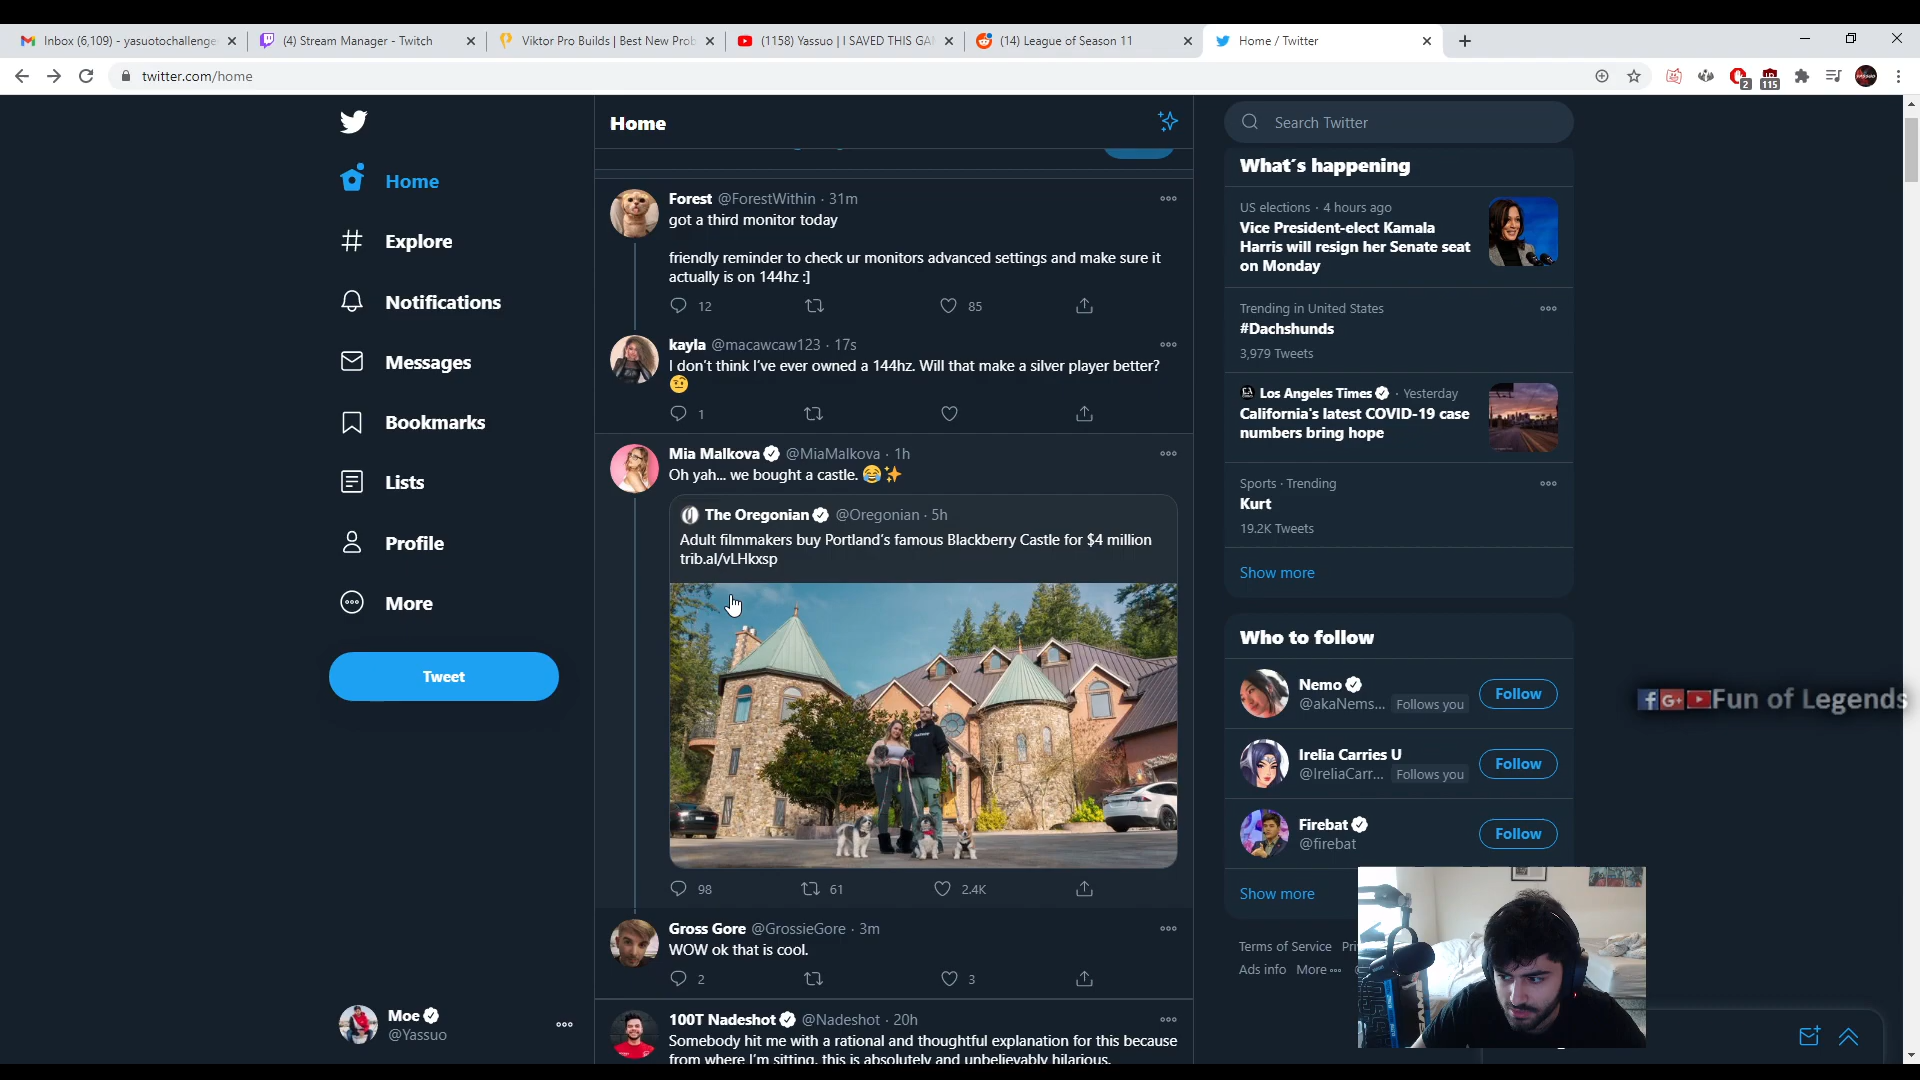 Inbox (6,109) - yasuotochallenge
(4) Stream Manager - Twitch
Viktor Pro Builds | Best New Prob
(1158) Yassuo | I SAVED THIS GA
(14) League of Season 11
Home / Twitter
twitter.com/home
2
115
Home
Explore
Notifications
Messages
Bookmarks
Lists
Profile
More
Tweet
Moe
@Yassuo
Home
Forest @ForestWithin · 31m
got a third monitor today
friendly reminder to check ur monitors advanced settings and make sure it
actually is on 144hz :]
12
85
kayla @macawcaw123 · 17s
I don't think I've ever owned a 144hz. Will that make a silver player better?
🤨
1
Mia Malkova @MiaMalkova · 1h
Oh yah... we bought a castle. 😂✨
The Oregonian @Oregonian · 5h
Adult filmmakers buy Portland's famous Blackberry Castle for $4 million
trib.al/vLHkxsp
98
61
2.4K
Gross Gore @GrossieGore · 3m
WOW ok that is cool.
2
3
100T Nadeshot @Nadeshot · 20h
Somebody hit me with a rational and thoughtful explanation for this because
from where I'm sitting, this is absolutely and unbelievably hilarious.
Search Twitter
What's happening
US elections · 4 hours ago
Vice President-elect Kamala
Harris will resign her Senate seat
on Monday
Trending in United States
#Dachshunds
3,979 Tweets
Los Angeles Times · Yesterday
California's latest COVID-19 case
numbers bring hope
Sports · Trending
Kurt
19.2K Tweets
Show more
Who to follow
Nemo
@akaNems... Follows you
Follow
Irelia Carries U
@IreliaCarr... Follows you
Follow
Firebat
@firebat
Follow
Show more
Terms of Service Pri
Ads info More
Fun of Legends